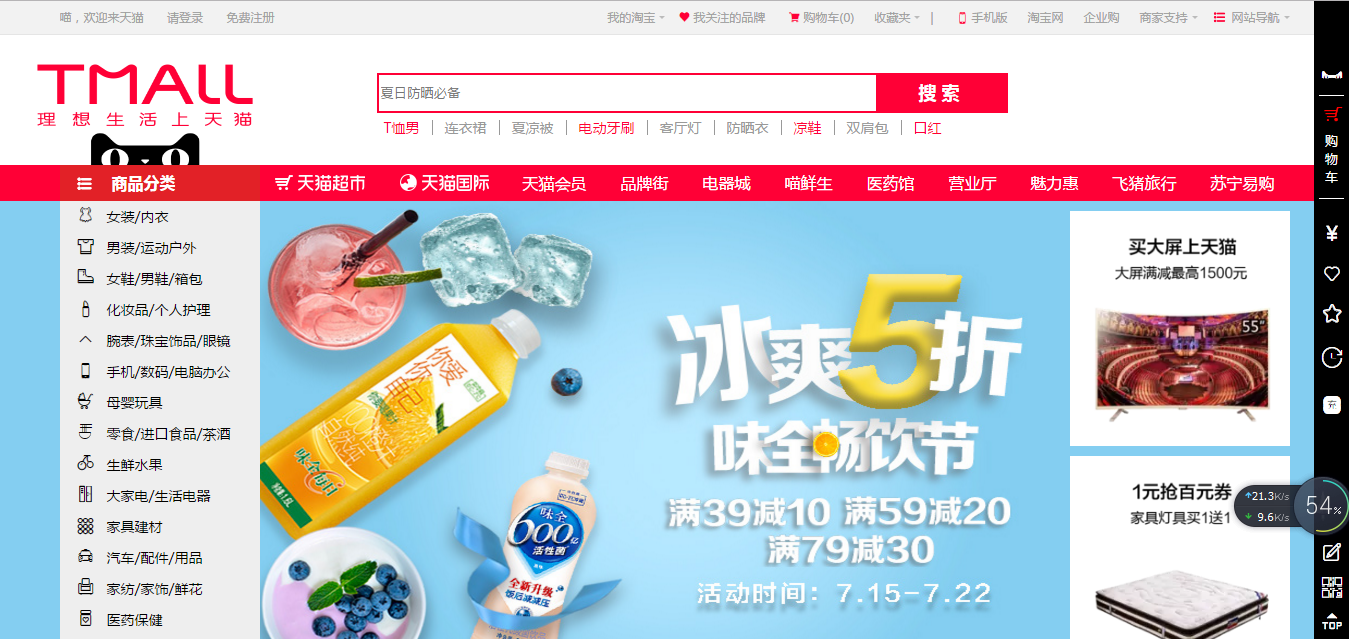 喵，欢迎来天猫 请登录 免费注册 我的淘宝 我关注的品牌 购物车(0) 收藏夹 | 手机版 淘宝网 企业购 商家支持 网站导航
TMALL
理想生活上天猫
夏日防晒必备 搜索
T恤男 | 连衣裙 | 夏凉被 | 电动牙刷 | 客厅灯 | 防晒衣 | 凉鞋 | 双肩包 | 口红
商品分类 天猫超市 天猫国际 天猫会员 品牌街 电器城 喵鲜生 医药馆 营业厅 魅力惠 飞猪旅行 苏宁易购
女装/内衣
男装/运动户外
女鞋/男鞋/箱包
化妆品/个人护理
腕表/珠宝饰品/眼镜
手机/数码/电脑办公
母婴玩具
零食/进口食品/茶酒
生鲜水果
大家电/生活电器
家具建材
汽车/配件/用品
家纺/家饰/鲜花
医药保健
你爱
你自己
味全每日
味全
活性菌
全新升级
饭后减减压
冰爽5折
味全畅饮节
满39减10 满59减20
满79减30
活动时间：7.15-7.22
买大屏上天猫
大屏满减最高1500元
55"
1元抢百元券
家具灯具买1送1
购物车
¥
21.3K/s
9.6K/s
54%
TOP